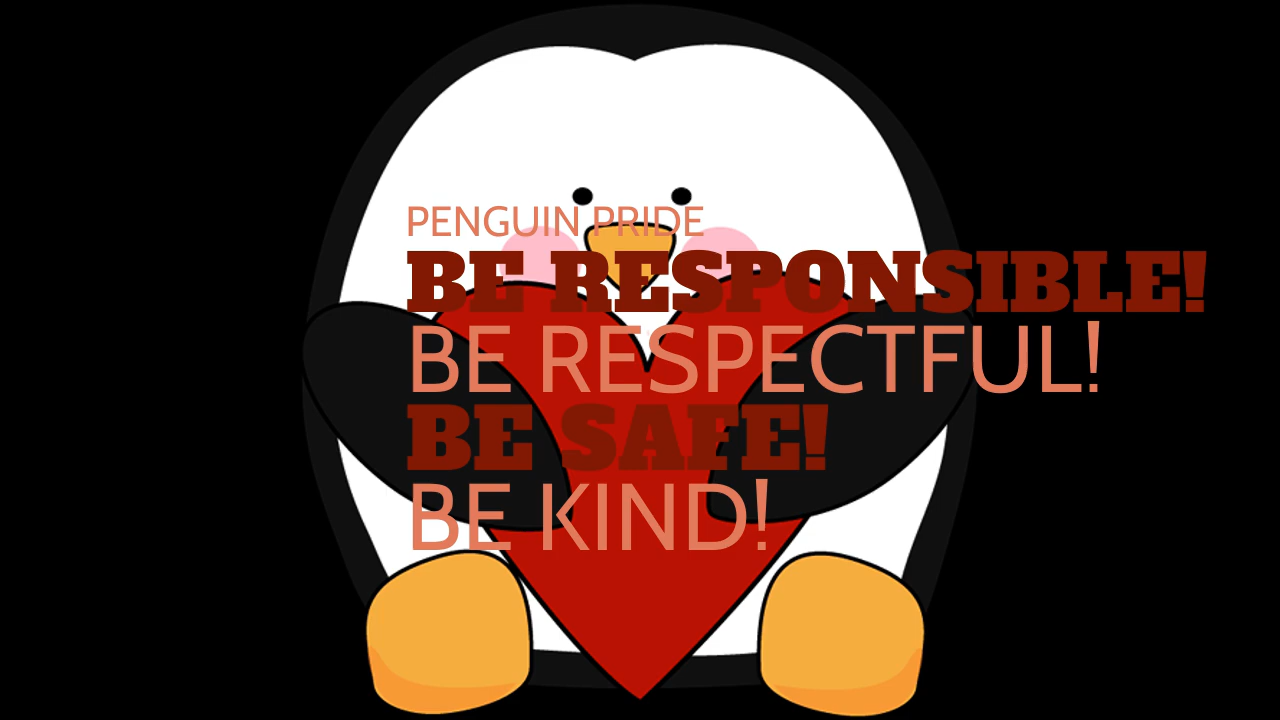 PENGUIN PRIDE
BE RESPONSIBLE!
BE RESPECTFUL!
BE SAFE!
BE KIND!